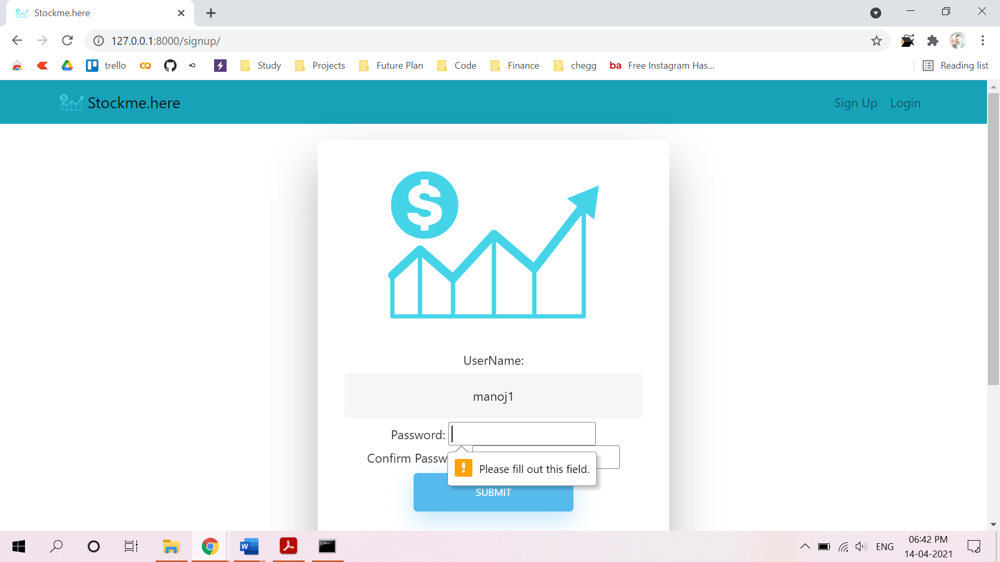 Stockme.here
127.0.0.1:8000/signup/
trello
Study
Projects
Future Plan
Code
Finance
chegg
ba
Free Instagram Has...
Reading list
Stockme.here
Sign Up
Login
$
UserName:
manoj1
Password:
Confirm Passw
Please fill out this field.
SUBMIT
ENG
06:42 PM
14-04-2021